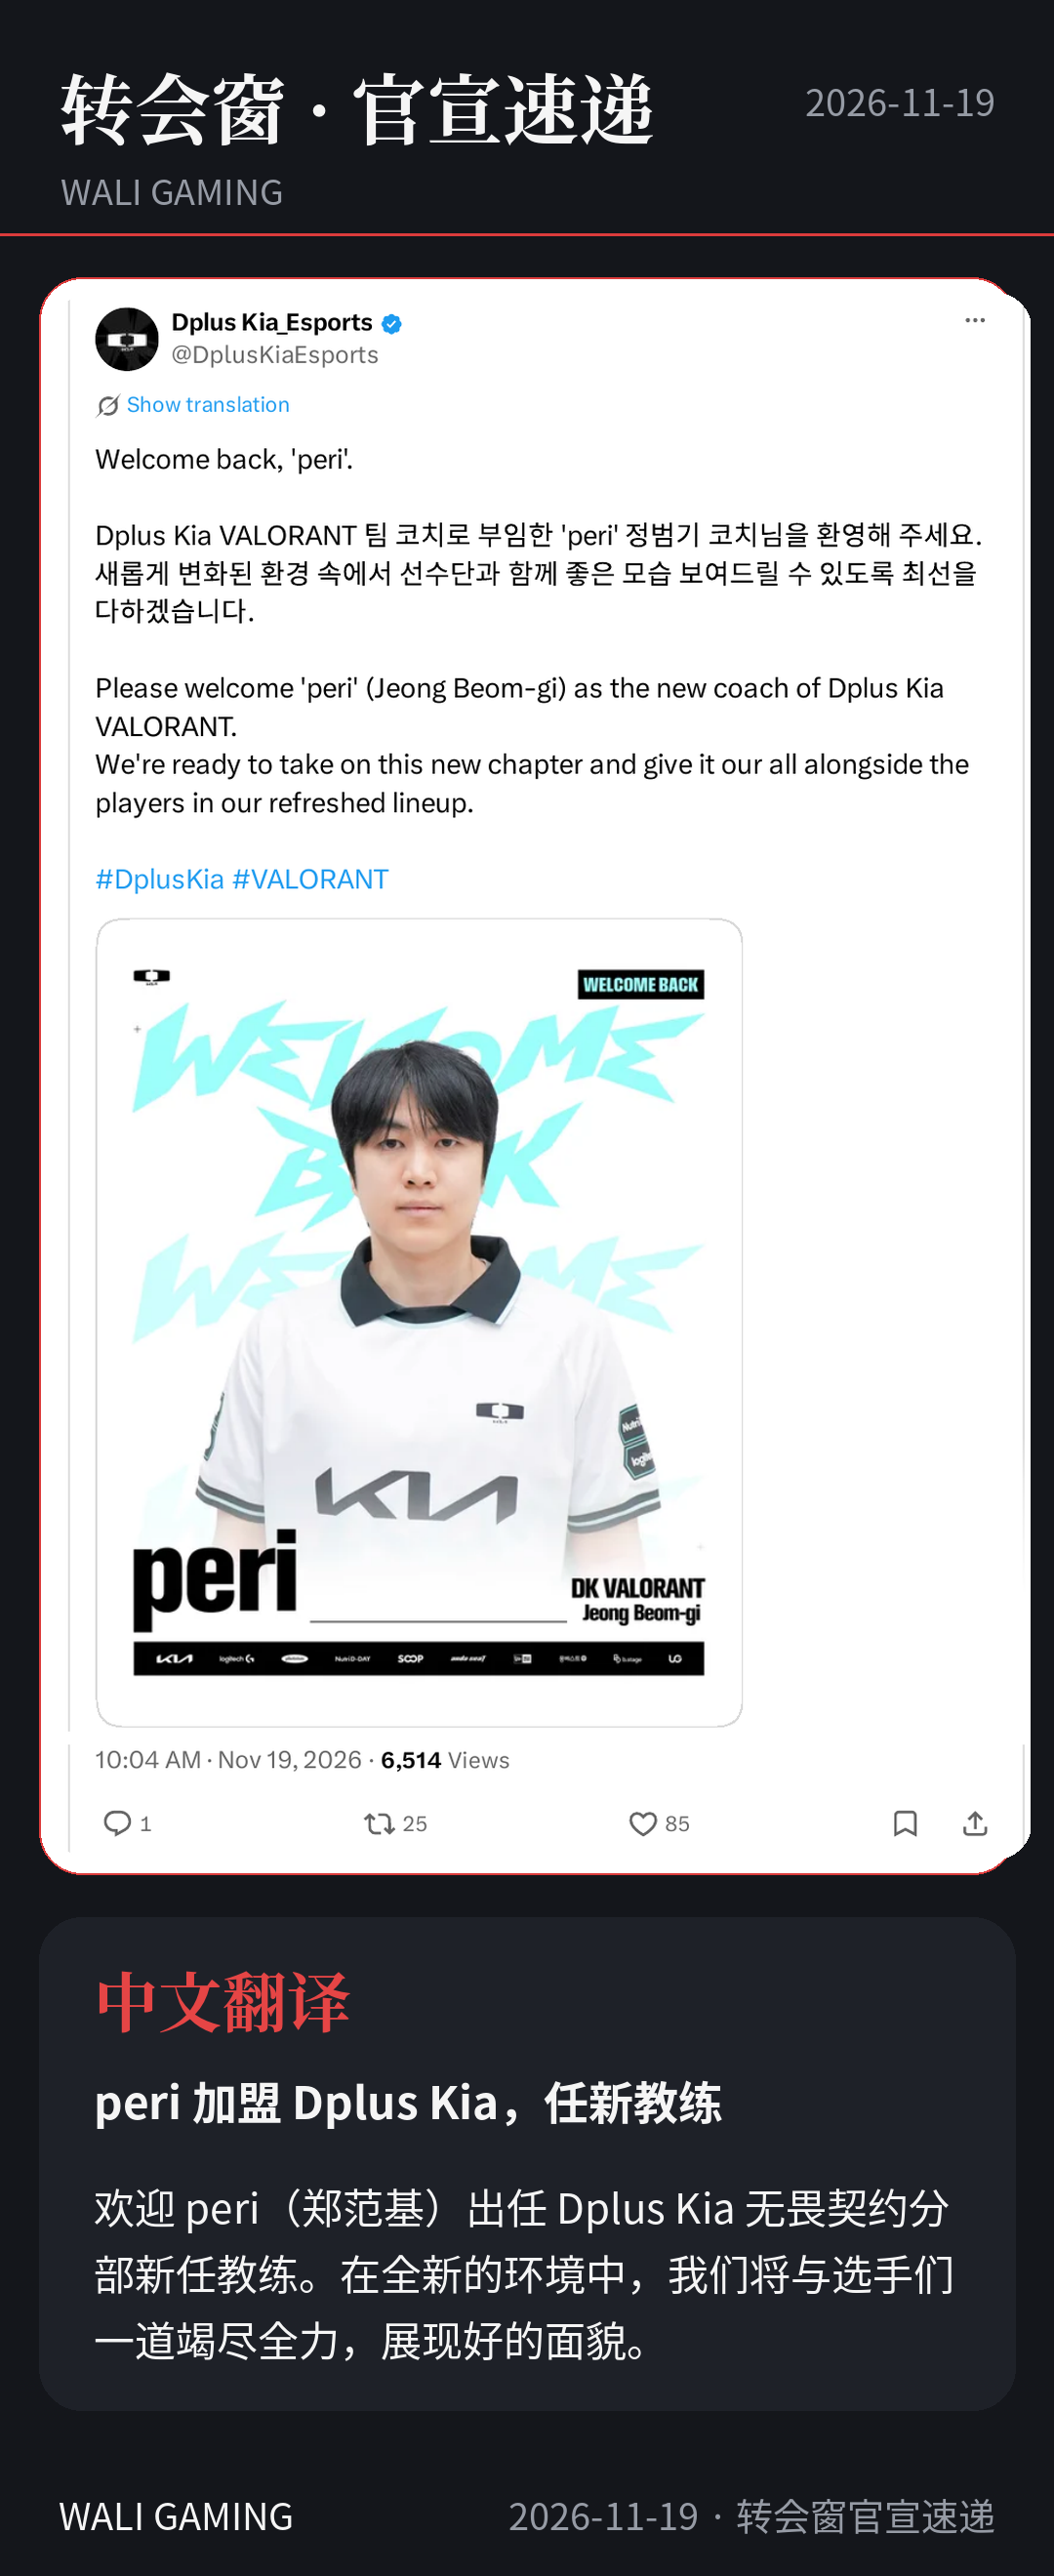 转会窗 · 官宣速递
2026-11-19
WALI GAMING
Dplus Kia_Esports
@DplusKiaEsports
Show translation
Welcome back, 'peri'.
Dplus Kia VALORANT 팀 코치로 부임한 'peri' 정범기 코치님을 환영해 주세요.
새롭게 변화된 환경 속에서 선수단과 함께 좋은 모습 보여드릴 수 있도록 최선을
다하겠습니다.
Please welcome 'peri' (Jeong Beom-gi) as the new coach of Dplus Kia
VALORANT.
We're ready to take on this new chapter and give it our all alongside the
players in our refreshed lineup.
#DplusKia #VALORANT
WELCOME BACK
WELCOME
BACK
WELCOME
KIA
peri
DK VALORANT
Jeong Beom-gi
KIA logitech G SOOP LG
10:04 AM · Nov 19, 2026 · 6,514 Views
1 25 85
中文翻译
peri 加盟 Dplus Kia，任新教练
欢迎 peri（郑范基）出任 Dplus Kia 无畏契约分
部新任教练。在全新的环境中，我们将与选手们
一道竭尽全力，展现好的面貌。
WALI GAMING
2026-11-19 · 转会窗官宣速递